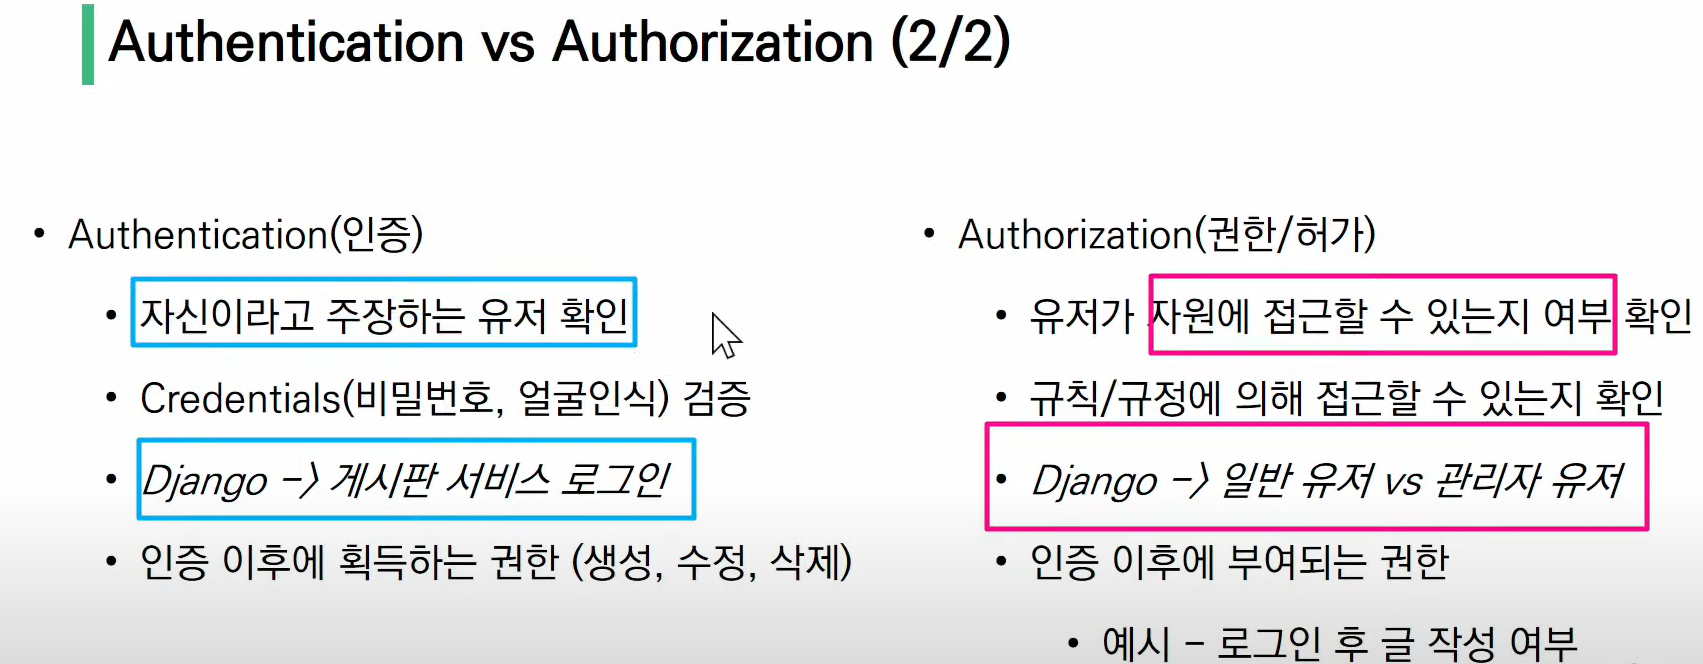 Authentication vs Authorization (2/2)
• Authentication(인증)
• 자신이라고 주장하는 유저 확인
• Credentials(비밀번호, 얼굴인식) 검증
• Django -> 게시판 서비스 로그인
• 인증 이후에 획득하는 권한 (생성, 수정, 삭제)
• Authorization(권한/허가)
• 유저가 자원에 접근할 수 있는지 여부 확인
• 규칙/규정에 의해 접근할 수 있는지 확인
• Django -> 일반 유저 vs 관리자 유저
• 인증 이후에 부여되는 권한
• 예시 – 로그인 후 글 작성 여부